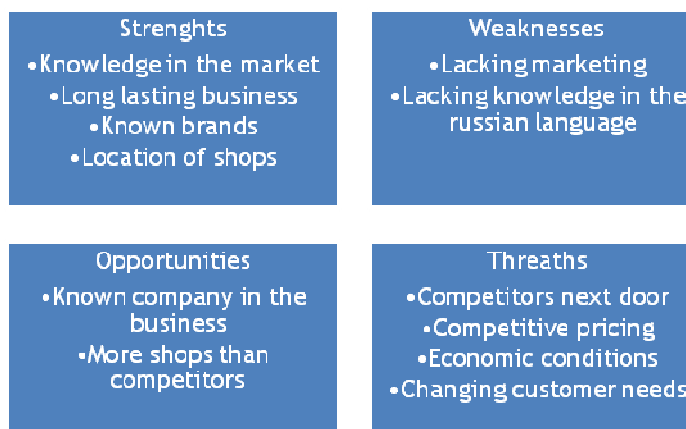 Strenghts
•Knowledge in the market
•Long lasting business
•Known brands
•Location of shops
Weaknesses
•Lacking marketing
•Lacking knowledge in the
russian language
Opportunities
•Known company in the
business
•More shops than
competitors
Threaths
•Competitors next door
•Competitive pricing
•Economic conditions
•Changing customer needs